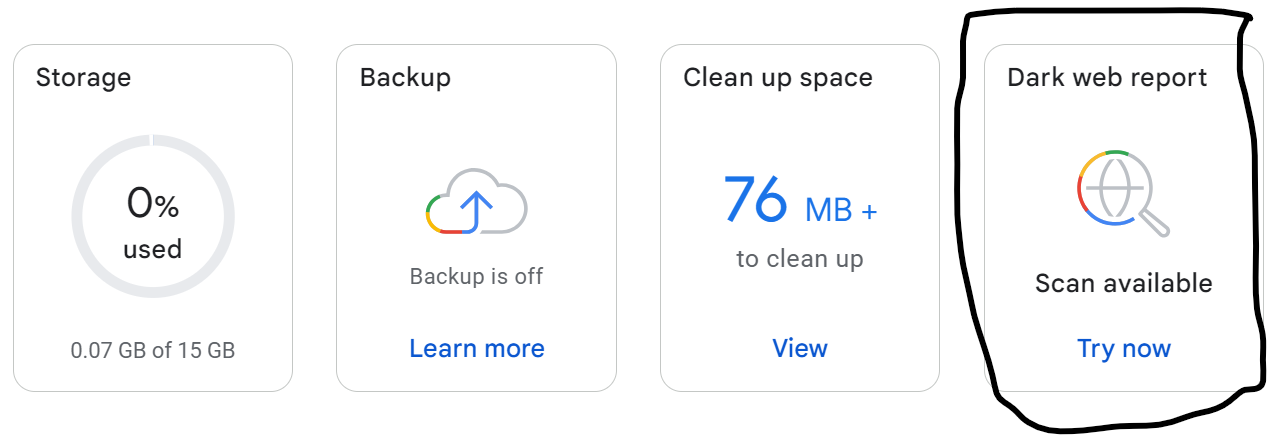 Storage
0%
used
0.07 GB of 15 GB
Backup
Backup is off
Learn more
Clean up space
76 MB +
to clean up
View
Dark web report
Scan available
Try now